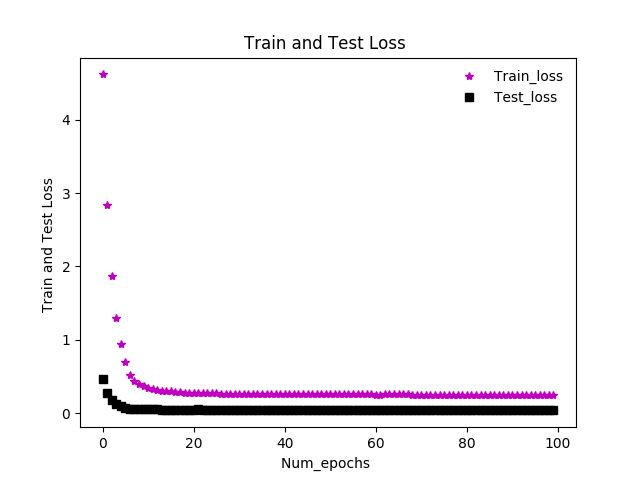 Train and Test Loss
Train_loss
Test_loss
Train and Test Loss
4
3
2
1
0
0 20 40 60 80 100
Num_epochs